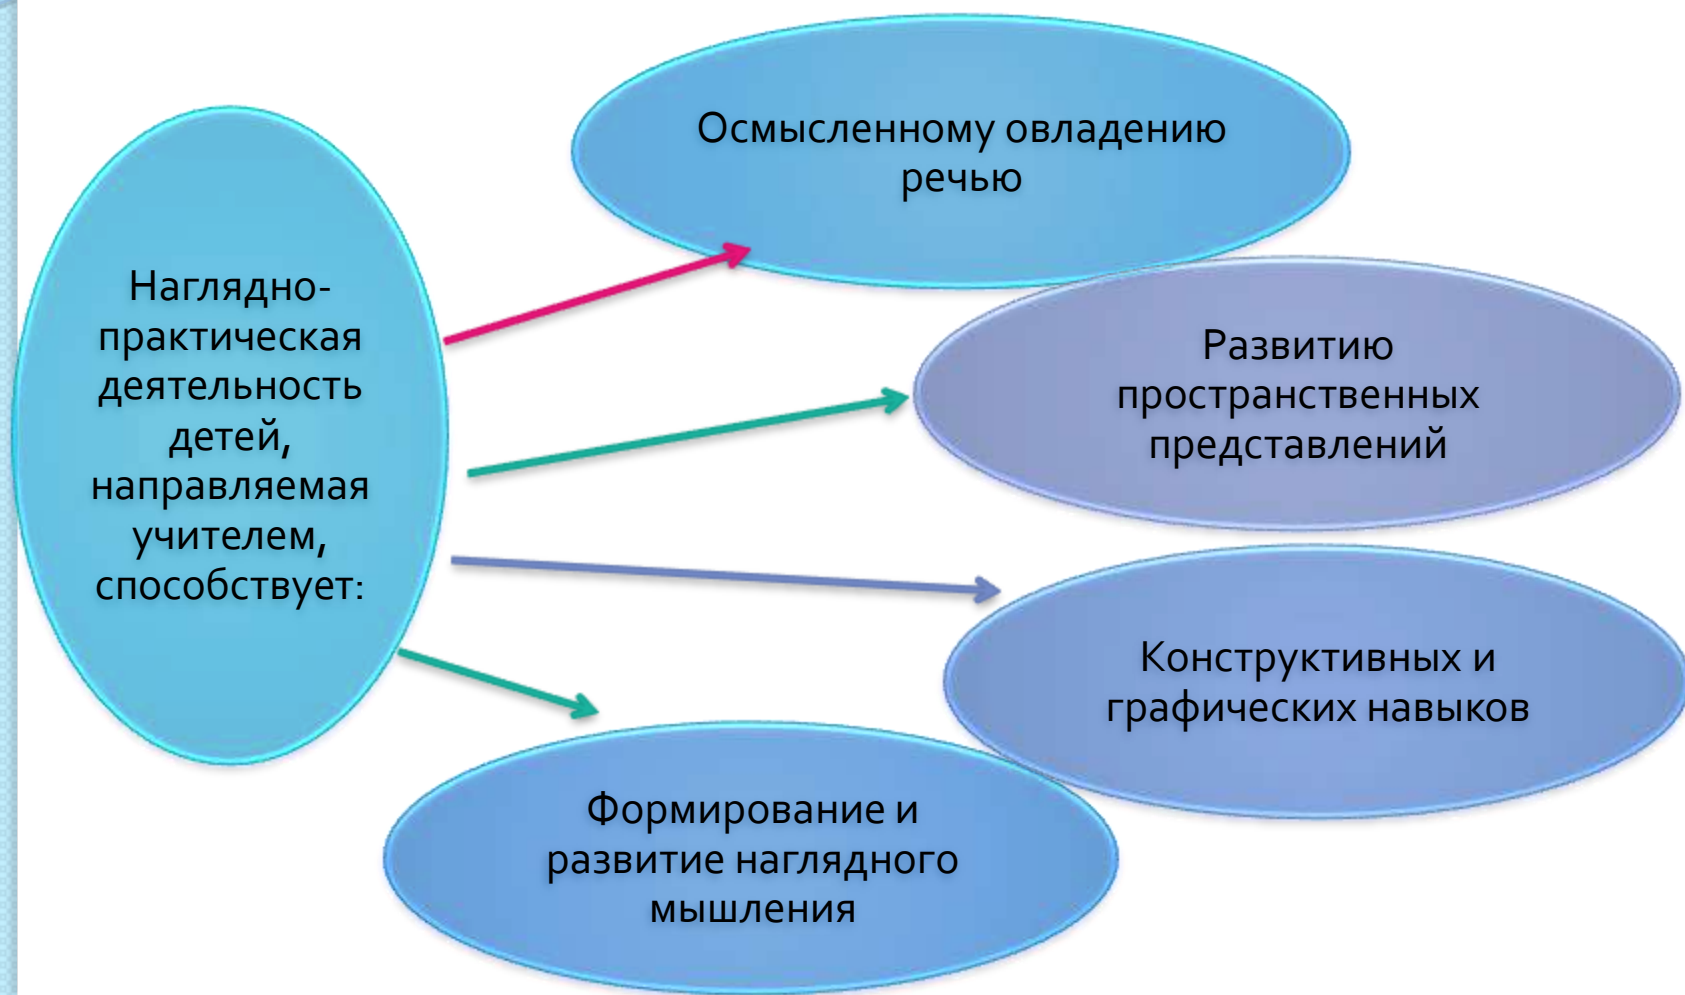 Наглядно-
практическая
деятельность
детей,
направляемая
учителем,
способствует:
Осмысленному овладению
речью
Развитию
пространственных
представлений
Конструктивных и
графических навыков
Формирование и
развитие наглядного
мышления